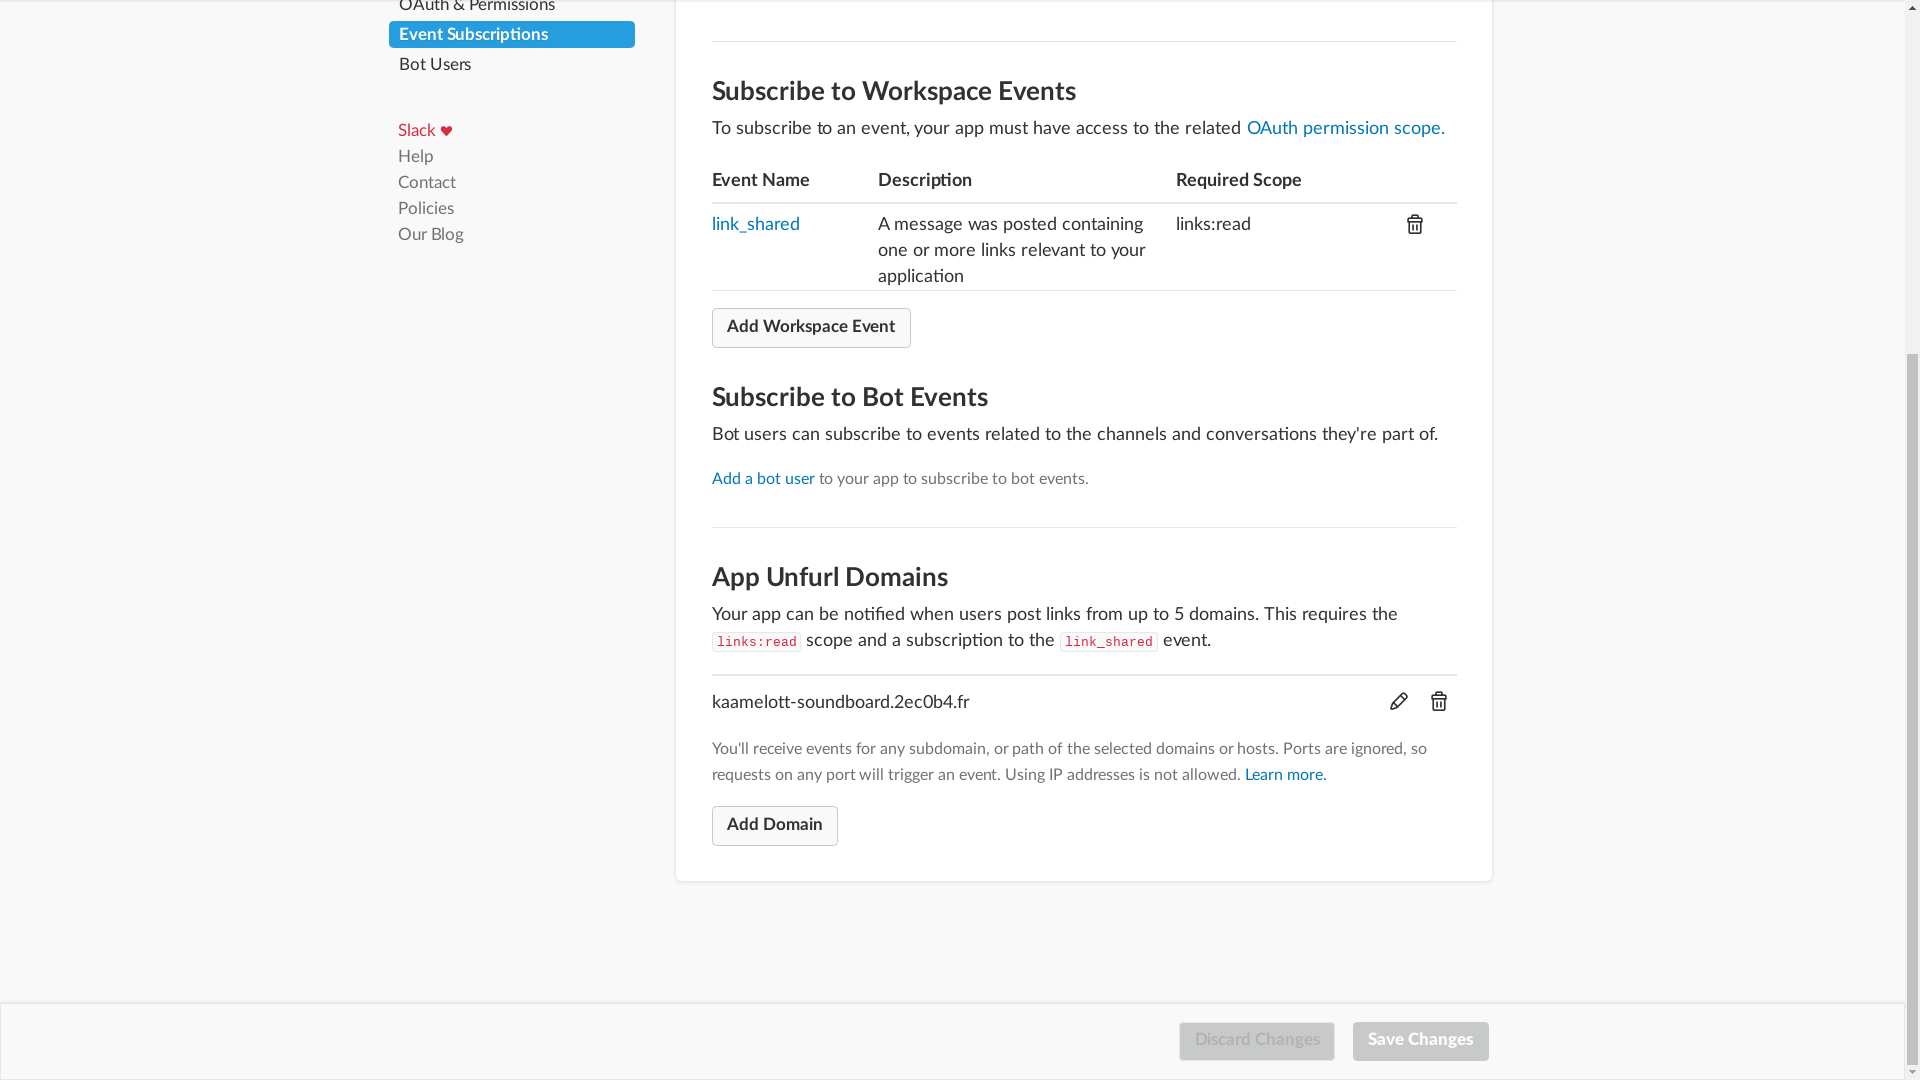 OAuth & Permissions
Event Subscriptions
Bot Users
Slack ♥
Help
Contact
Policies
Our Blog
Subscribe to Workspace Events
To subscribe to an event, your app must have access to the related OAuth permission scope.
Event Name Description Required Scope
link_shared A message was posted containing links:read
one or more links relevant to your
application
Add Workspace Event
Subscribe to Bot Events
Bot users can subscribe to events related to the channels and conversations they're part of.
Add a bot user to your app to subscribe to bot events.
App Unfurl Domains
Your app can be notified when users post links from up to 5 domains. This requires the
links:read scope and a subscription to the link_shared event.
kaamelott-soundboard.2ec0b4.fr
You'll receive events for any subdomain, or path of the selected domains or hosts. Ports are ignored, so
requests on any port will trigger an event. Using IP addresses is not allowed. Learn more.
Add Domain
Discard Changes Save Changes